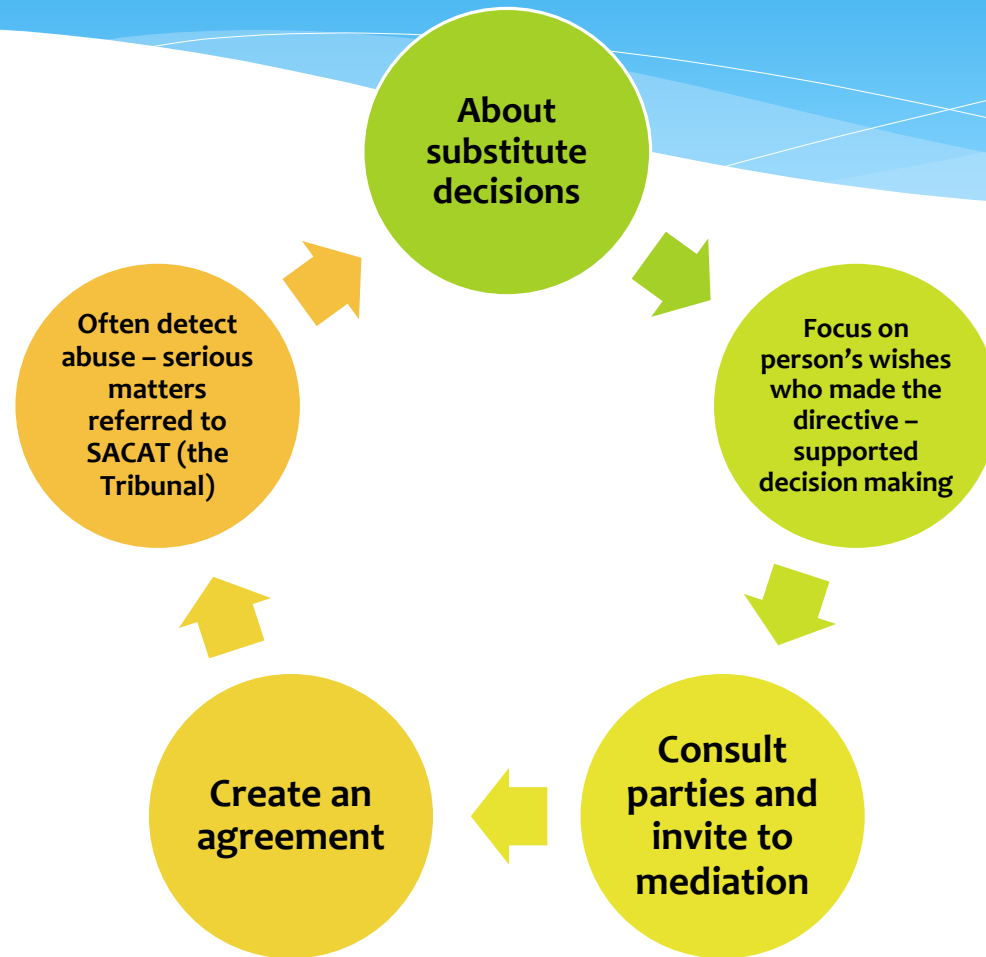 About
substitute
decisions
Focus on
person’s wishes
who made the
directive –
supported
decision making
Consult
parties and
invite to
mediation
Create an
agreement
Often detect
abuse – serious
matters
referred to
SACAT (the
Tribunal)